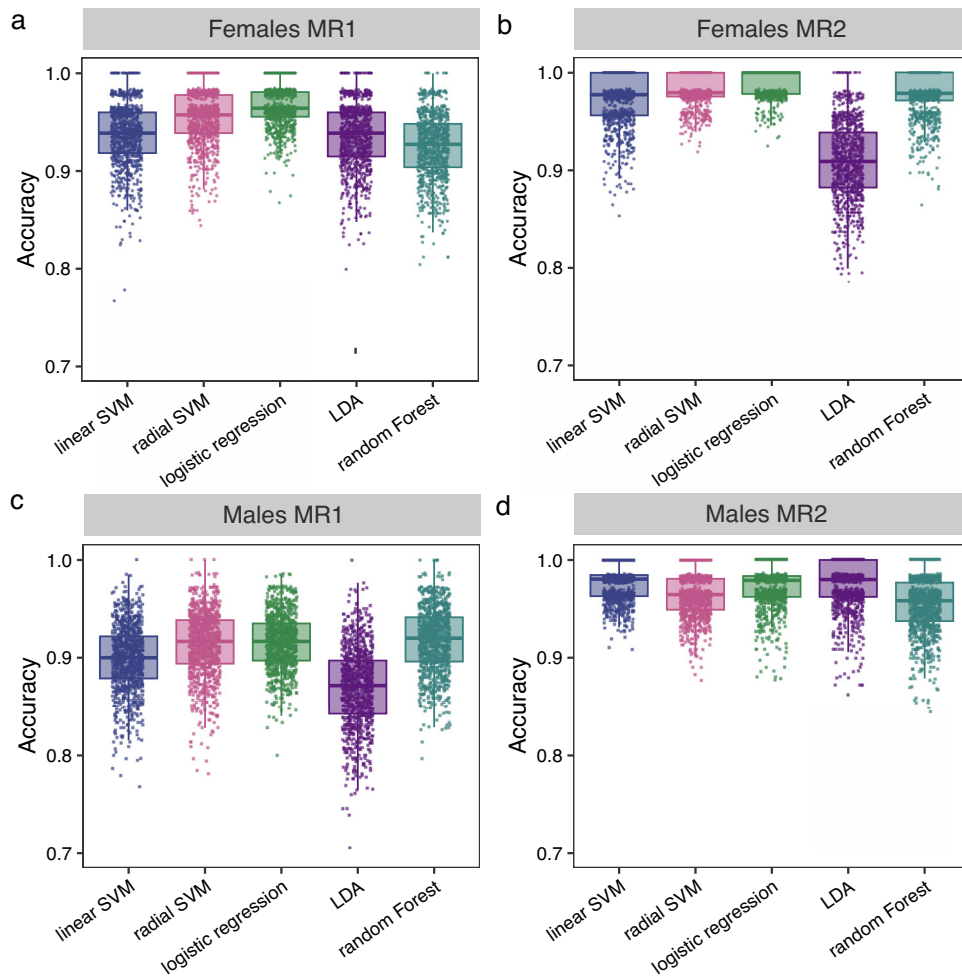 a
Females MR1
Accuracy
1.0
0.9
0.8
0.7
linear SVM
radial SVM
logistic regression
LDA
random Forest
b
Females MR2
Accuracy
1.0
0.9
0.8
0.7
linear SVM
radial SVM
logistic regression
LDA
random Forest
c
Males MR1
Accuracy
1.0
0.9
0.8
0.7
linear SVM
radial SVM
logistic regression
LDA
random Forest
d
Males MR2
Accuracy
1.0
0.9
0.8
0.7
linear SVM
radial SVM
logistic regression
LDA
random Forest